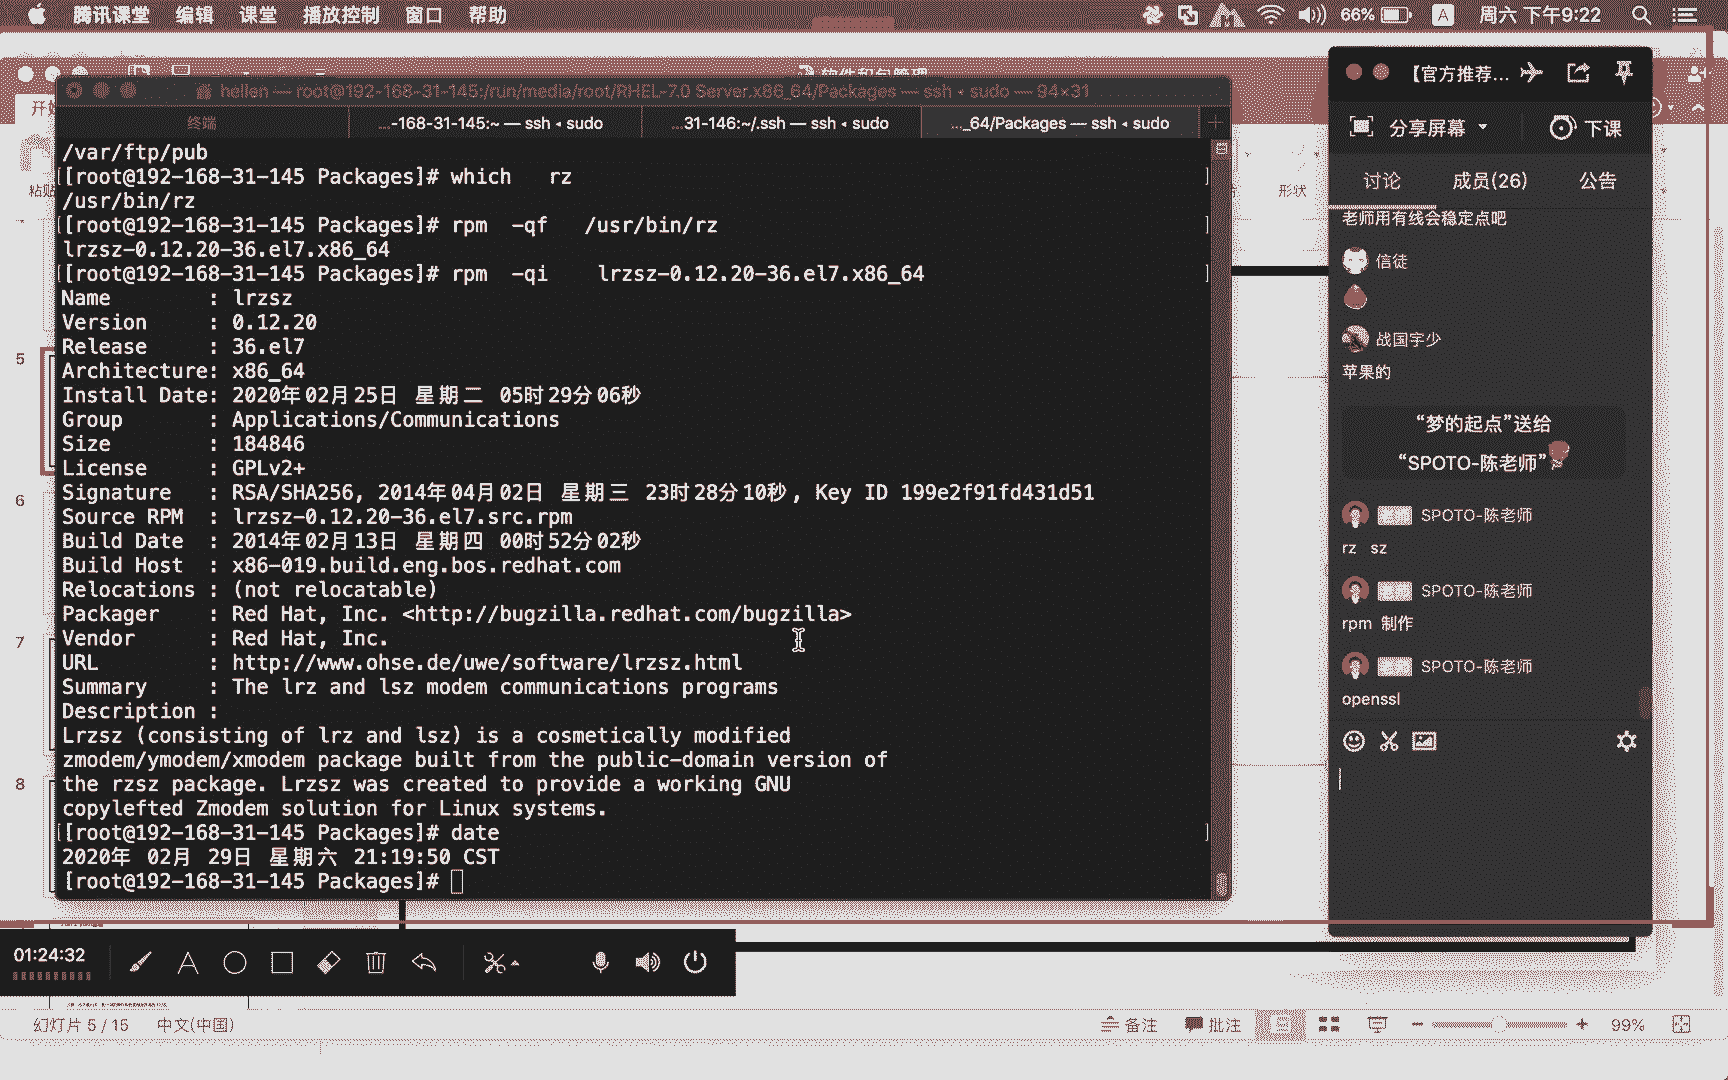 腾讯课堂 编辑 课堂 播放控制 窗口 帮助 66% A 周六 下午9:22
软件和包管理
开始
粘贴
形状
hellen — root@192-168-31-145:/run/media/root/RHEL-7.0 Server.x86_64/Packages — ssh ◂ sudo — 94×31
终端 ...-168-31-145:~ — ssh ◂ sudo ...31-146:~/.ssh — ssh ◂ sudo ..._64/Packages — ssh ◂ sudo
/var/ftp/pub
[[root@192-168-31-145 Packages]# which   rz ]
/usr/bin/rz
[[root@192-168-31-145 Packages]# rpm  -qf   /usr/bin/rz ]
lrzsz-0.12.20-36.el7.x86_64
[[root@192-168-31-145 Packages]# rpm  -qi    lrzsz-0.12.20-36.el7.x86_64 ]
Name        : lrzsz
Version     : 0.12.20
Release     : 36.el7
Architecture: x86_64
Install Date: 2020年02月25日 星期二 05时29分06秒
Group       : Applications/Communications
Size        : 184846
License     : GPLv2+
Signature   : RSA/SHA256, 2014年04月02日 星期三 23时28分10秒, Key ID 199e2f91fd431d51
Source RPM  : lrzsz-0.12.20-36.el7.src.rpm
Build Date  : 2014年02月13日 星期四 00时52分02秒
Build Host  : x86-019.build.eng.bos.redhat.com
Relocations : (not relocatable)
Packager    : Red Hat, Inc. <http://bugzilla.redhat.com/bugzilla>
Vendor      : Red Hat, Inc.
URL         : http://www.ohse.de/uwe/software/lrzsz.html
Summary     : The lrz and lsz modem communications programs
Description :
Lrzsz (consisting of lrz and lsz) is a cosmetically modified
zmodem/ymodem/xmodem package built from the public-domain version of
the rzsz package. Lrzsz was created to provide a working GNU
copylefted Zmodem solution for Linux systems.
[[root@192-168-31-145 Packages]# date ]
2020年 02月 29日 星期六 21:19:50 CST
[root@192-168-31-145 Packages]#
5
6
7
8
【官方推荐...
分享屏幕 下课
讨论 成员(26) 公告
老师用有线会稳定点吧
信徒
战国宇少
苹果的
“梦的起点”送给
“SPOTO-陈老师”
SPOTO-陈老师
rz sz
SPOTO-陈老师
rpm 制作
SPOTO-陈老师
openssl
01:24:32
幻灯片 5 / 15 中文(中国) 备注 批注 99%